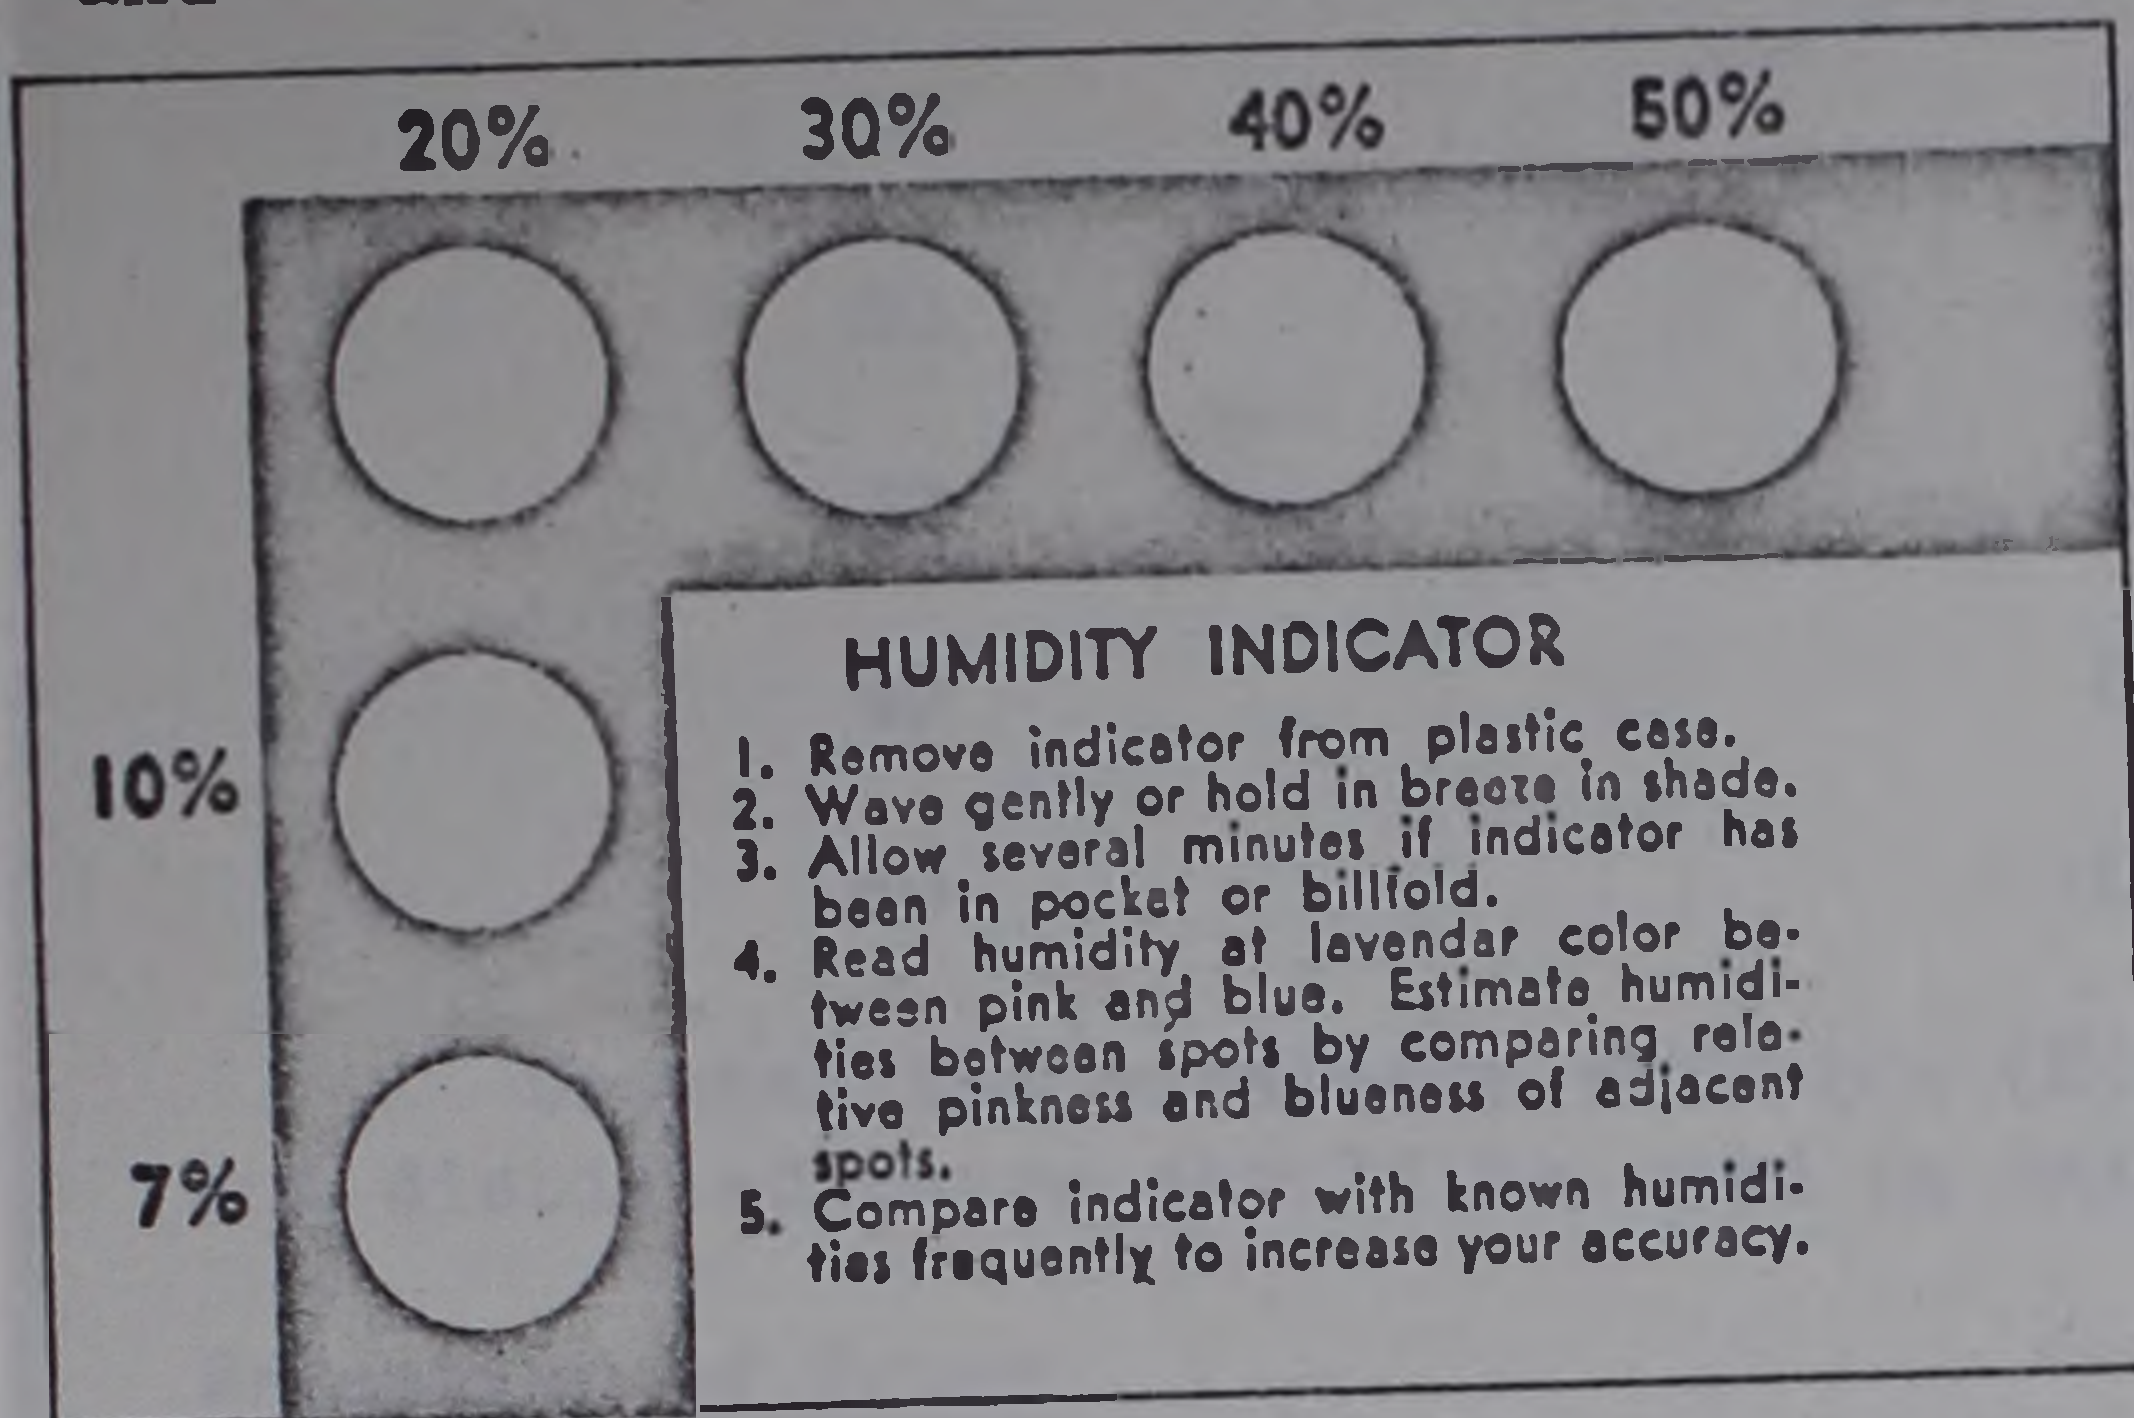 20% 30% 40% 50%
10%
7%
HUMIDITY INDICATOR
1. Remove indicator from plastic case.
2. Wave gently or hold in breeze in shade.
3. Allow several minutes if indicator has
been in pocket or billfold.
4. Read humidity at lavendar color be-
tween pink and blue. Estimate humidi-
ties between spots by comparing rela-
tive pinkness and blueness of adjacent
spots.
5. Compare indicator with known humidi-
ties frequently to increase your accuracy.